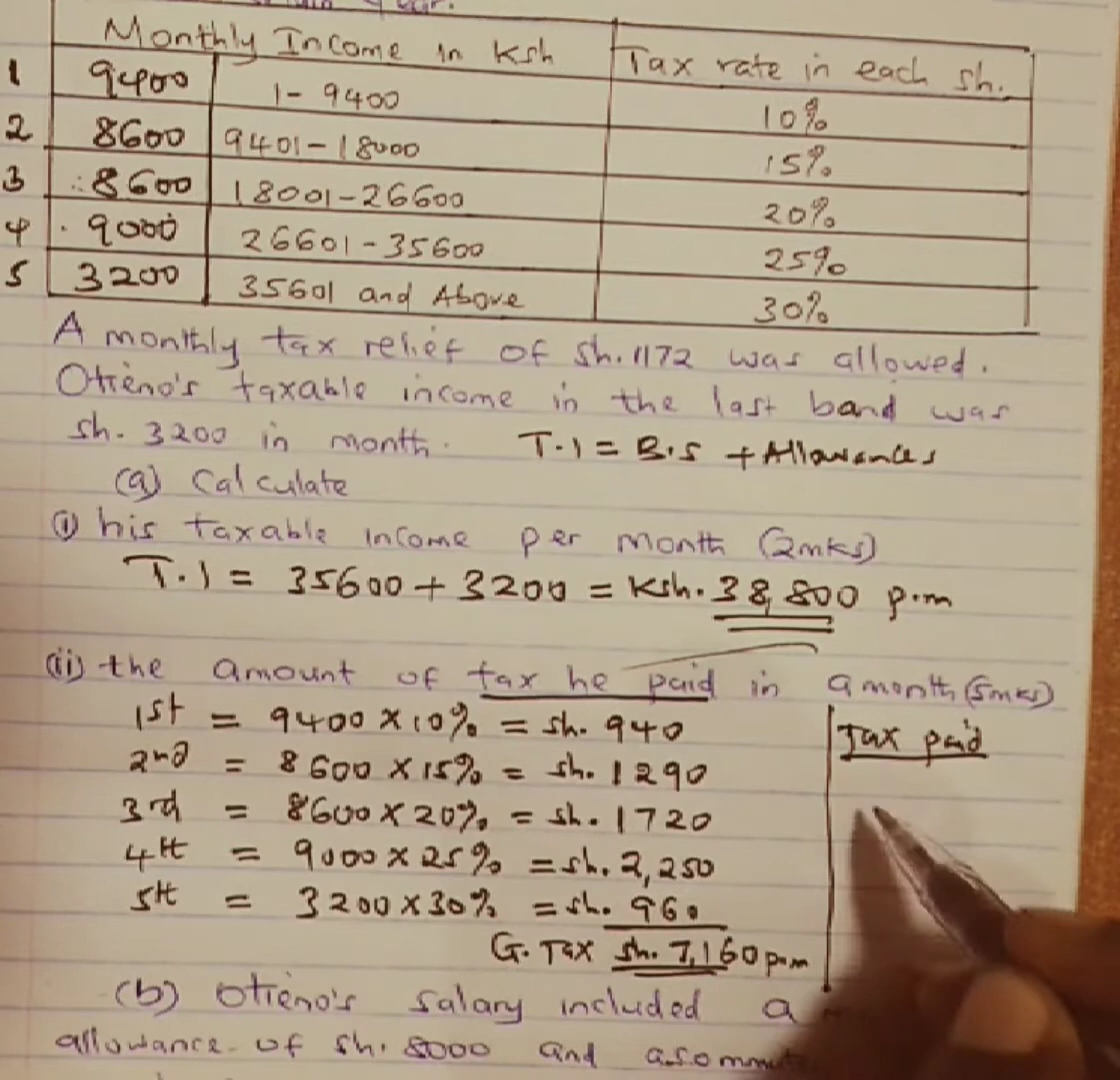 Monthly Income in Ksh Tax rate in each sh.
1 9400 1- 9400 10%
2 8600 9401-18000 15%
3 8600 18001-26600 20%
4 9000 26601-35600 25%
5 3200 35601 and Above 30%
A monthly tax relief of Sh.1172 was allowed.
Otieno's taxable income in the last band was
sh. 3200 in month. T.I = B.S + Allowances
(a) Calculate
(i) his taxable income per month (2mks)
T.I = 35600 + 3200 = Ksh. 38,800 p.m
(ii) the amount of tax he paid in a month (5mks)
1st = 9400 x 10% = sh. 940
2nd = 8600 x 15% = sh. 1290
3rd = 8600 x 20% = sh. 1720
4th = 9000 x 25% = sh. 2,250
5th = 3200 x 30% = sh. 960
G. Tax sh. 7,160 p.m
Tax paid
(b) Otieno's salary included a
allowance of sh. 8000 and a